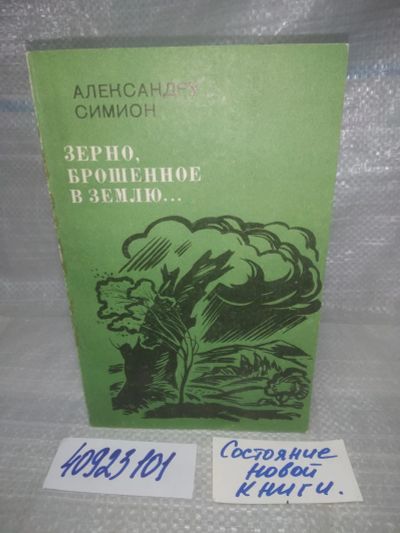 АЛЕКСАНДРУ
СИМИОН
ЗЕРНО,
БРОШЕННОЕ
В ЗЕМЛЮ...
40923101
Состояние
новой
книги.